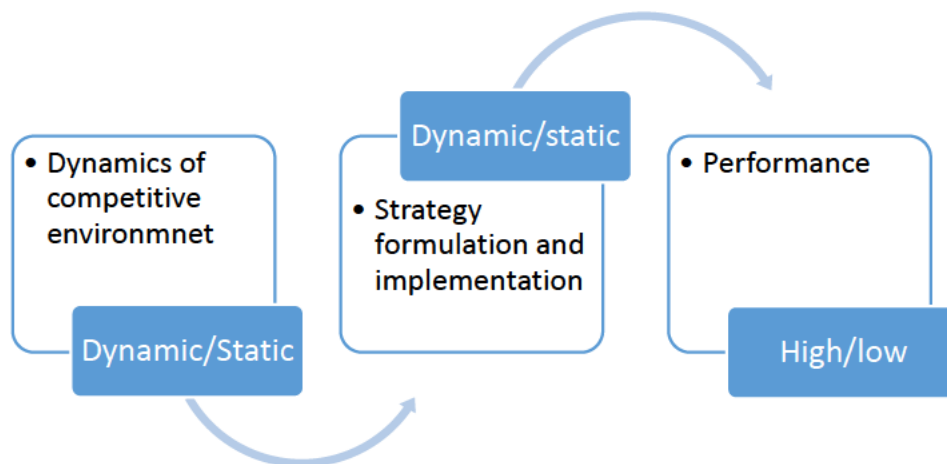 • Dynamics of
competitive
environmnet
Dynamic/Static
Dynamic/static
• Strategy
formulation and
implementation
• Performance
High/low